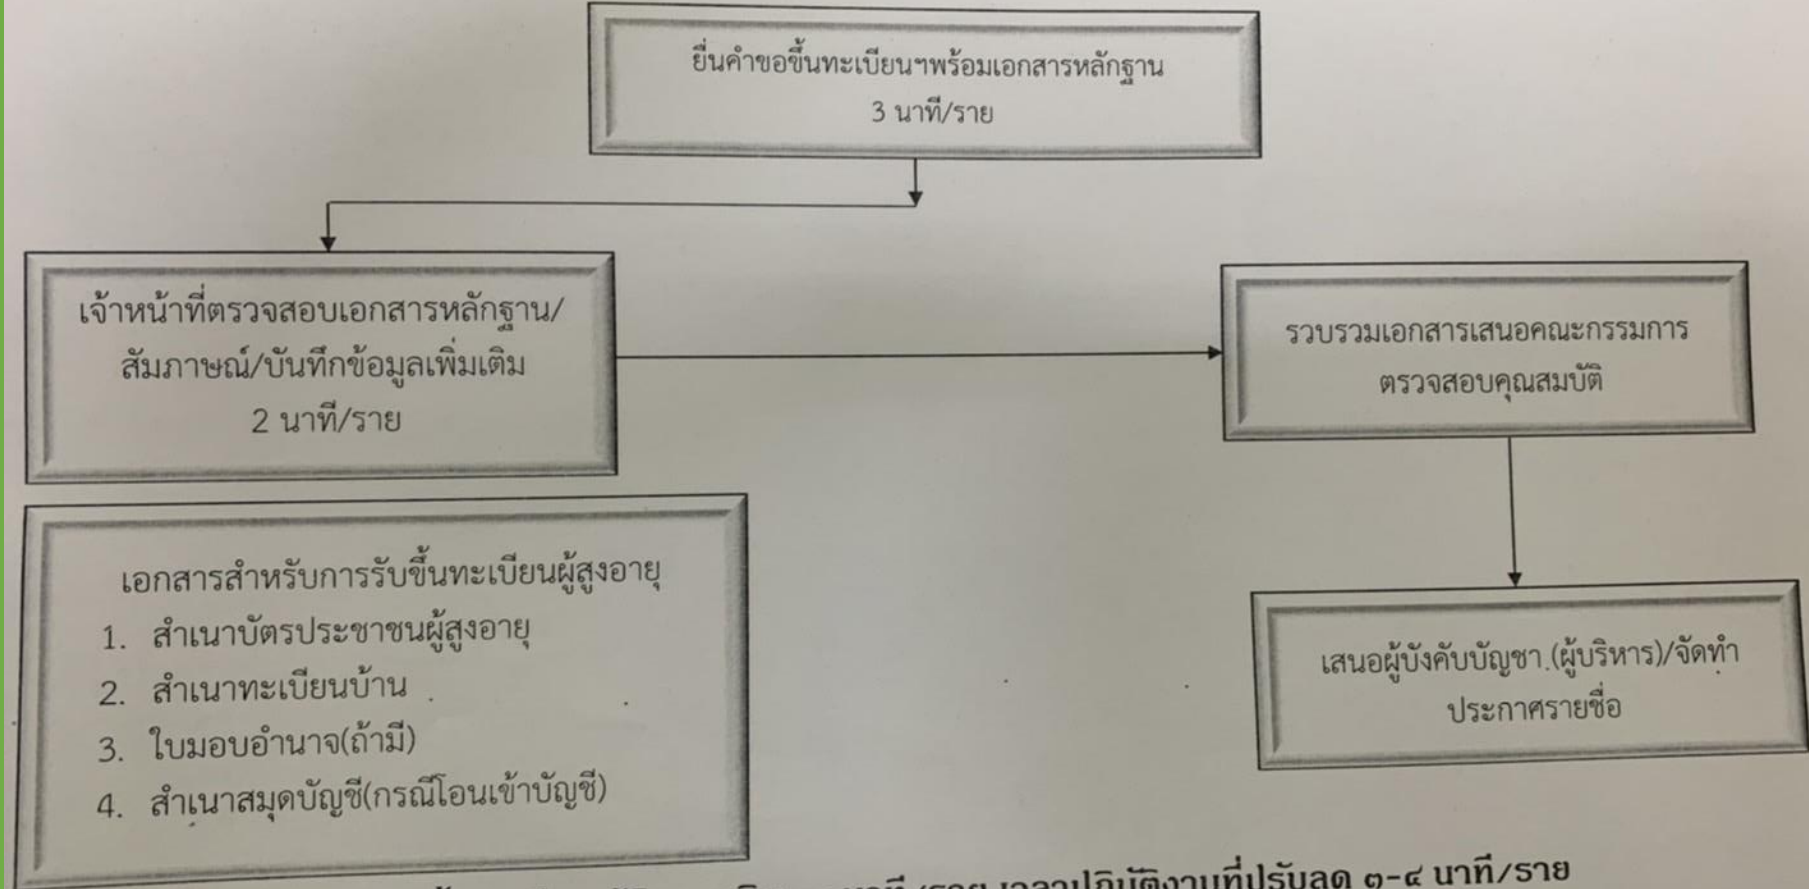 ยื่นคำขอขึ้นทะเบียนฯพร้อมเอกสารหลักฐาน
3 นาที/ราย
เจ้าหน้าที่ตรวจสอบเอกสารหลักฐาน/
สัมภาษณ์/บันทึกข้อมูลเพิ่มเติม
2 นาที/ราย
รวบรวมเอกสารเสนอคณะกรรมการ
ตรวจสอบคุณสมบัติ
เอกสารสำหรับการรับขึ้นทะเบียนผู้สูงอายุ
1. สำเนาบัตรประชาชนผู้สูงอายุ
2. สำเนาทะเบียนบ้าน
3. ใบมอบอำนาจ(ถ้ามี)
4. สำเนาสมุดบัญชี(กรณีโอนเข้าบัญชี)
เสนอผู้บังคับบัญชา (ผู้บริหาร)/จัดทำ
ประกาศรายชื่อ
เวลาปฏิบัติงานที่ปรับลด ๓-๔ นาที/ราย